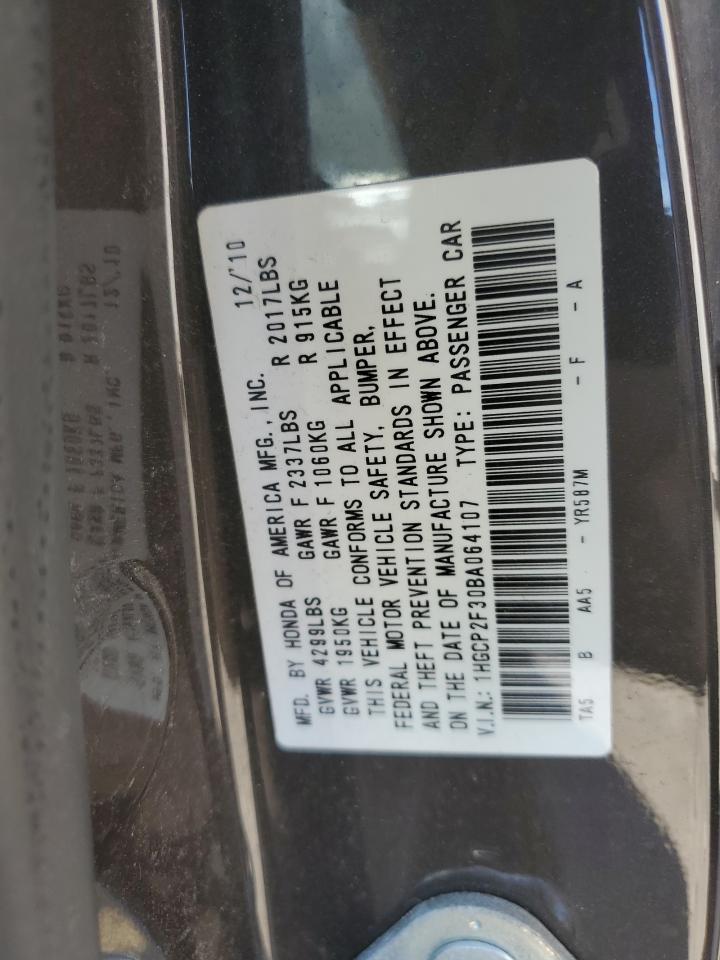 MFD. BY HONDA OF AMERICA MFG., INC. 12/'10
GVWR 4299LBS GAWR F 2337LBS R 2017LBS
GVWR 1950KG GAWR F 1060KG R 915KG
THIS VEHICLE CONFORMS TO ALL APPLICABLE
FEDERAL MOTOR VEHICLE SAFETY, BUMPER,
AND THEFT PREVENTION STANDARDS IN EFFECT
ON THE DATE OF MANUFACTURE SHOWN ABOVE.
V.I.N.: 1HGCP2F30BA064107 TYPE: PASSENGER CAR
TA5 B AA5 - YR587M - F - A